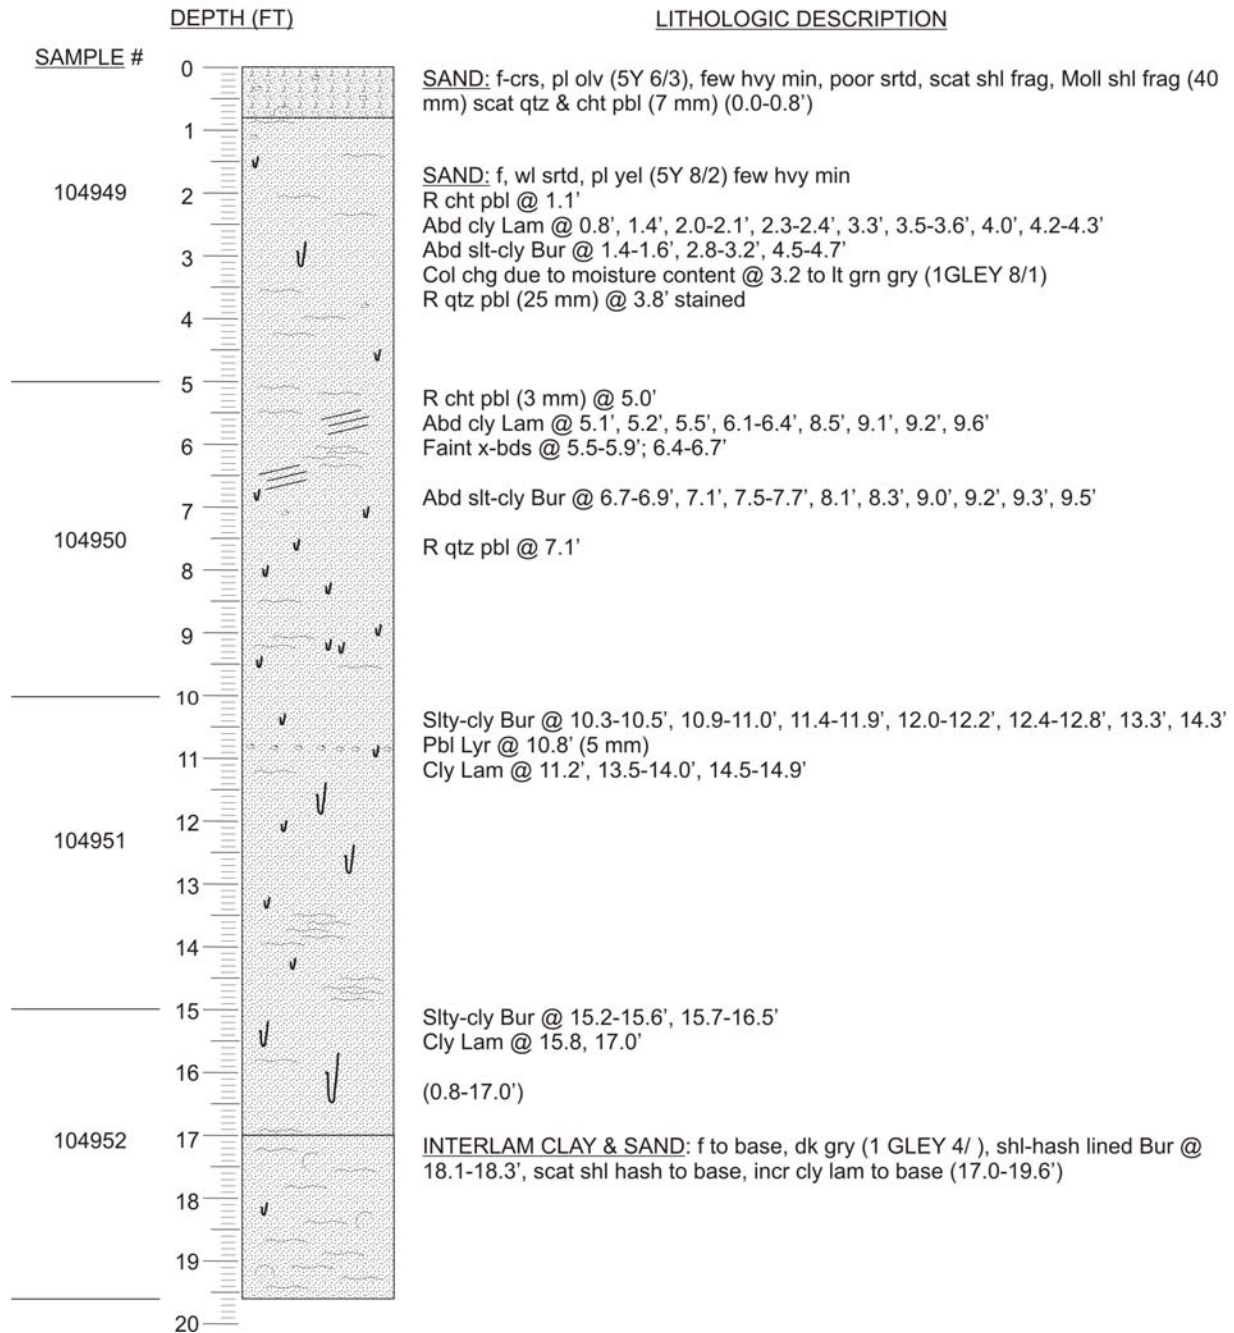 DEPTH (FT)
LITHOLOGIC DESCRIPTION
SAMPLE #
0
SAND: f-crs, pl olv (5Y 6/3), few hvy min, poor srtd, scat shl frag, Moll shl frag (40
mm) scat qtz & cht pbl (7 mm) (0.0-0.8’)
1
SAND: f, wl srtd, pl yel (5Y 8/2) few hvy min
104949
2
R cht pbl @ 1.1’
Abd cly Lam @ 0.8’, 1.4’, 2.0-2.1’, 2.3-2.4’, 3.3’, 3.5-3.6’, 4.0’, 4.2-4.3’
Abd slt-cly Bur @ 1.4-1.6’, 2.8-3.2’, 4.5-4.7’
3
Col chg due to moisture content @ 3.2 to lt grn gry (1GLEY 8/1)
R qtz pbl (25 mm) @ 3.8’ stained
4
5
R cht pbl (3 mm) @ 5.0’
Abd cly Lam @ 5.1’, 5.2’, 5.5’, 6.1-6.4’, 8.5’, 9.1’, 9.2’, 9.6’
6
Faint x-bds @ 5.5-5.9’; 6.4-6.7’
Abd slt-cly Bur @ 6.7-6.9’, 7.1’, 7.5-7.7’, 8.1’, 8.3’, 9.0’, 9.2’, 9.3’, 9.5’
7
104950
R qtz pbl @ 7.1’
8
9
10
Slty-cly Bur @ 10.3-10.5’, 10.9-11.0’, 11.4-11.9’, 12.0-12.2’, 12.4-12.8’, 13.3’, 14.3’
Pbl Lyr @ 10.8’ (5 mm)
11
Cly Lam @ 11.2’, 13.5-14.0’, 14.5-14.9’
12
104951
13
14
15
Slty-cly Bur @ 15.2-15.6’, 15.7-16.5’
Cly Lam @ 15.8, 17.0’
16
(0.8-17.0’)
104952
17
INTERLAM CLAY & SAND: f to base, dk gry (1 GLEY 4/ ), shl-hash lined Bur @
18.1-18.3’, scat shl hash to base, incr cly lam to base (17.0-19.6’)
18
19
20